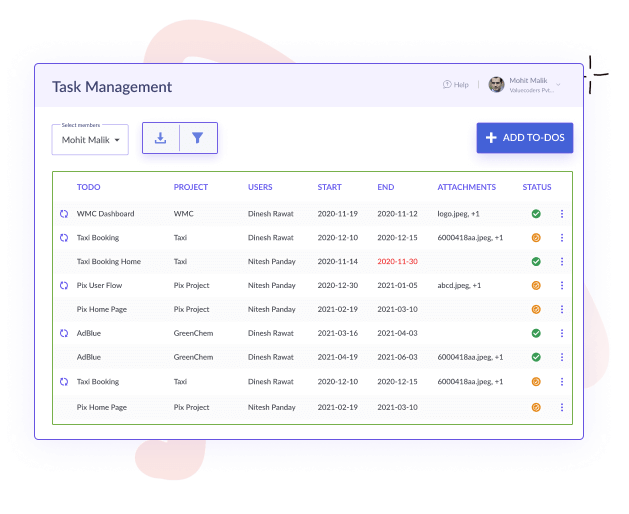 Task Management
Help
Mohit Malik
Valuecoders Pvt...
Select members
Mohit Malik
ADD TO-DOS
TODO PROJECT USERS START END ATTACHMENTS STATUS
WMC Dashboard WMC Dinesh Rawat 2020-11-19 2020-11-12 logo.jpeg, +1
Taxi Booking Taxi Dinesh Rawat 2020-12-10 2020-12-15 6000418aa.jpeg, +1
Taxi Booking Home Taxi Nitesh Panday 2020-11-14 2020-11-30
Pix User Flow Pix Project Nitesh Panday 2020-12-30 2021-01-05 abcd.jpeg, +1
Pix Home Page Pix Project Nitesh Panday 2021-02-19 2021-03-10
AdBlue GreenChem Dinesh Rawat 2021-03-16 2021-04-03
AdBlue GreenChem Dinesh Rawat 2021-04-19 2021-06-03 6000418aa.jpeg, +1
Taxi Booking Taxi Dinesh Rawat 2020-12-10 2020-12-15 6000418aa.jpeg, +1
Pix Home Page Pix Project Nitesh Panday 2021-02-19 2021-03-10